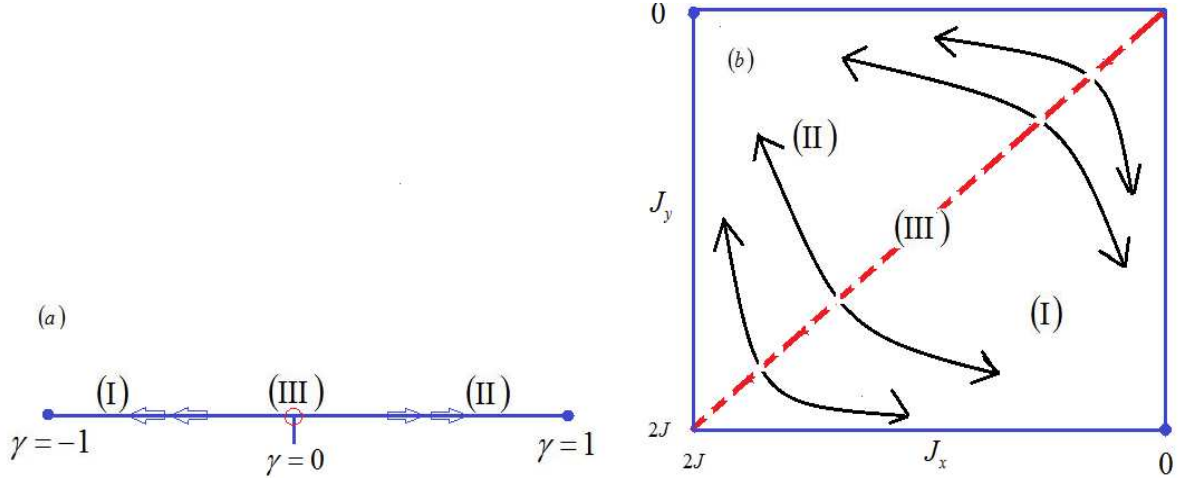 (a)
(I) (III) (II)
γ = −1 γ = 0 γ = 1
0
(b)
(II)
J_y
(III)
(I)
2J
2J J_x 0